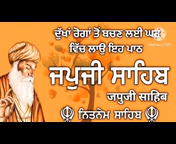 ਦੁੱਖਾਂ ਰੋਗਾਂ ਤੋਂ ਬਚਣ ਲਈ ਘਰ
ਵਿੱਚ ਲਾਉ ਇਹ ਪਾਠ
ਜਪੁਜੀ ਸਾਹਿਬ
ਜਪੁਜੀ ਸਾਹਿਬ
ਨਿਤਨੇਮ ਸਾਹਿਬ